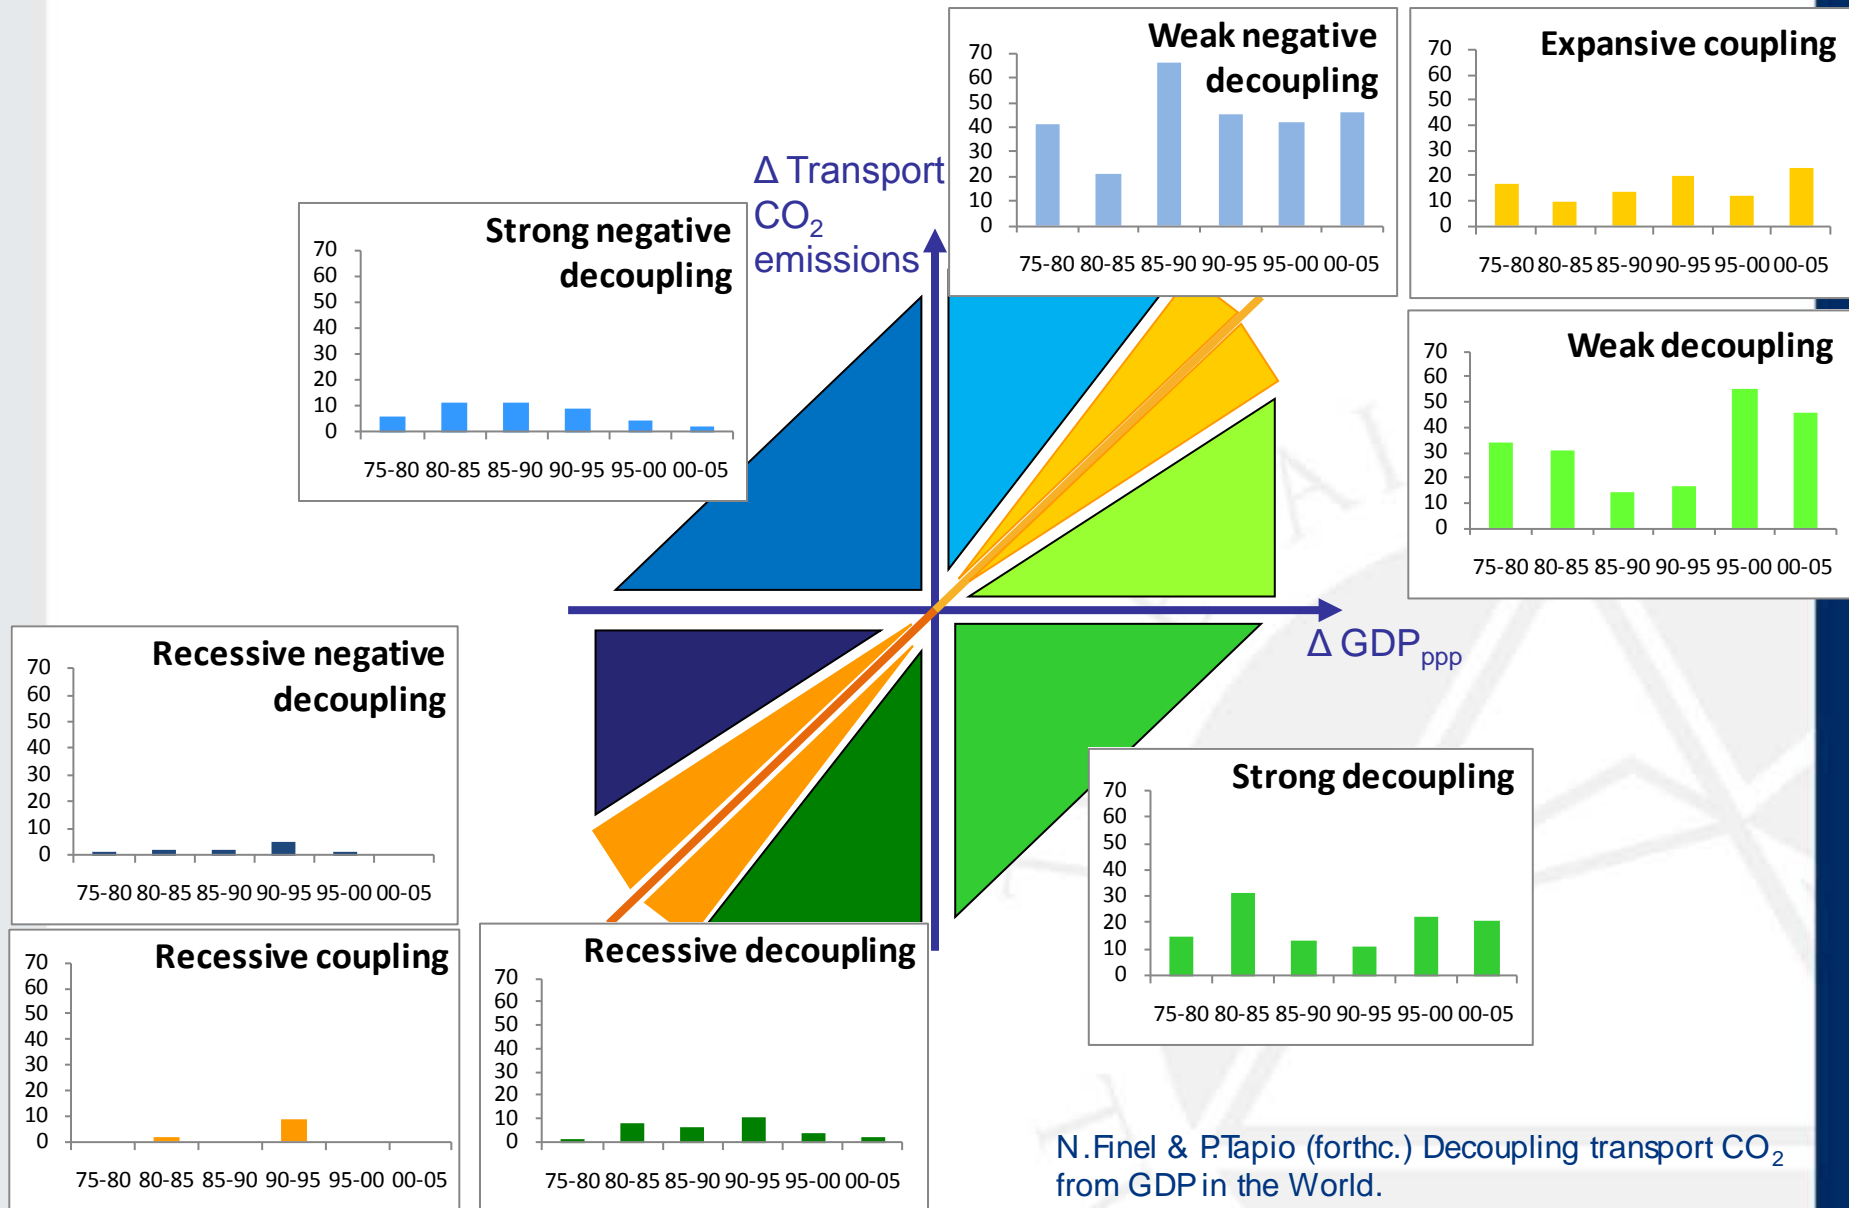 Weak negative
decoupling
70
60
50
40
30
20
10
0
75-80 80-85 85-90 90-95 95-00 00-05
Expansive coupling
70
60
50
40
30
20
10
0
75-80 80-85 85-90 90-95 95-00 00-05
Δ Transport
CO₂
emissions
Strong negative
decoupling
70
60
50
40
30
20
10
0
75-80 80-85 85-90 90-95 95-00 00-05
Weak decoupling
70
60
50
40
30
20
10
0
75-80 80-85 85-90 90-95 95-00 00-05
Δ GDPppp
Recessive negative
decoupling
70
60
50
40
30
20
10
0
75-80 80-85 85-90 90-95 95-00 00-05
Strong decoupling
70
60
50
40
30
20
10
0
75-80 80-85 85-90 90-95 95-00 00-05
Recessive coupling
70
60
50
40
30
20
10
0
75-80 80-85 85-90 90-95 95-00 00-05
Recessive decoupling
70
60
50
40
30
20
10
0
75-80 80-85 85-90 90-95 95-00 00-05
N.Finel & P.Tapio (forthc.) Decoupling transport CO₂
from GDP in the World.